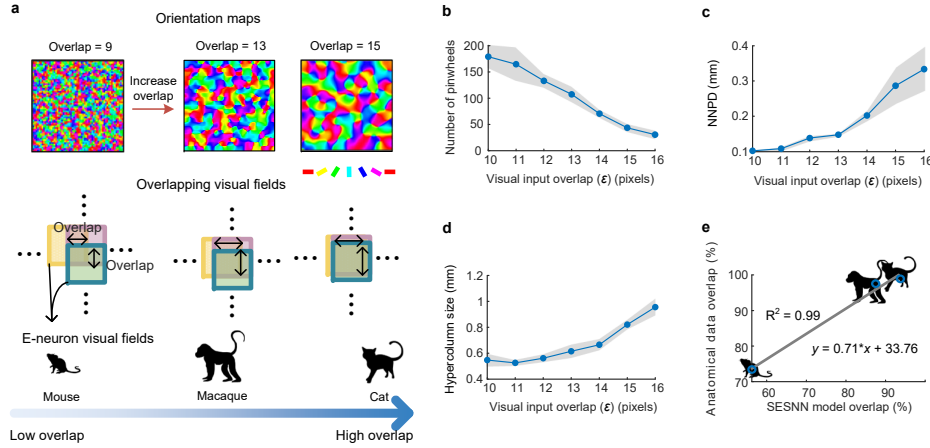 a
Orientation maps
Overlap = 9
Overlap = 13
Overlap = 15
Increase
overlap
Overlapping visual fields
Overlap
Overlap
E-neuron visual fields
Mouse
Macaque
Cat
Low overlap
High overlap
b
Number of pinwheels
200
150
100
50
0
10 11 12 13 14 15 16
Visual input overlap (ε) (pixels)
c
NNPD (mm)
0.4
0.3
0.2
0.1
10 11 12 13 14 15 16
Visual input overlap (ε) (pixels)
d
Hypercolumn size (mm)
1.2
1
0.8
0.6
0.4
10 11 12 13 14 15 16
Visual input overlap (ε) (pixels)
e
Anatomical data overlap (%)
100
90
80
70
R² = 0.99
y = 0.71*x + 33.76
60 70 80 90
SESNN model overlap (%)